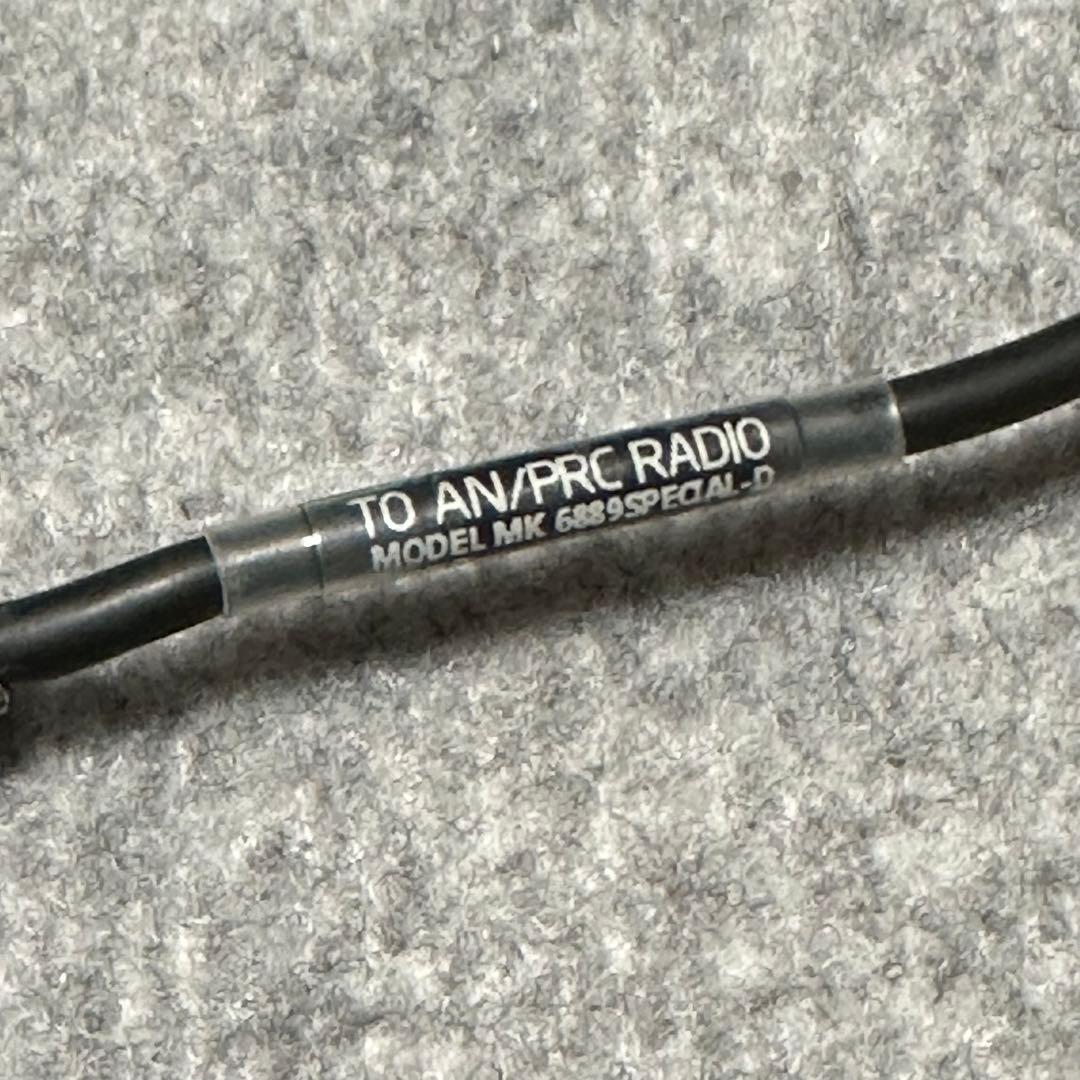 TO AN/PRC RADIO
MODEL MK 6889SPECIAL-D